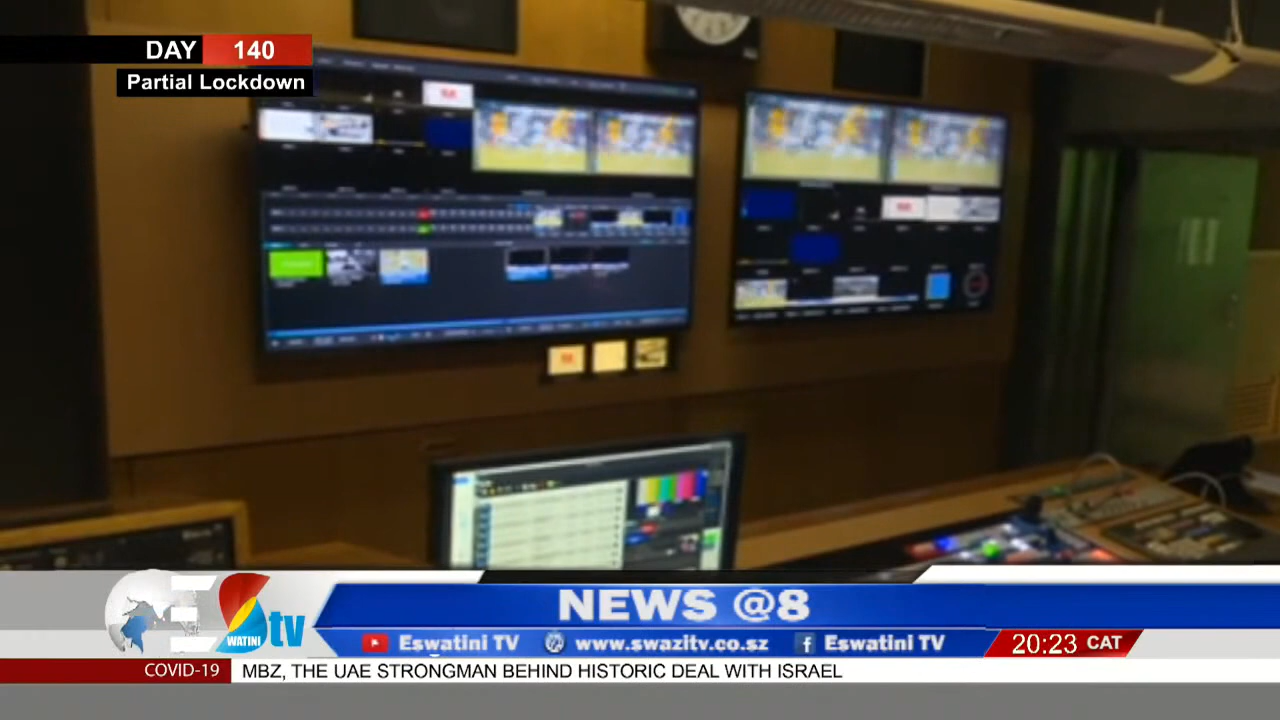 DAY 140
Partial Lockdown
ESWATINI tv
NEWS @8
Eswatini TV www.swazitv.co.sz Eswatini TV
20:23 CAT
COVID-19 MBZ, THE UAE STRONGMAN BEHIND HISTORIC DEAL WITH ISRAEL